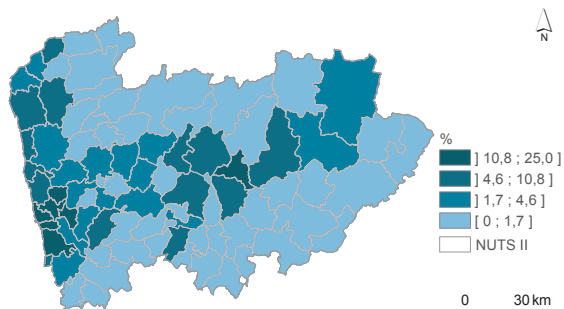 N
%
] 10,8 ; 25,0 ]
] 4,6 ; 10,8 ]
] 1,7 ; 4,6 ]
[ 0 ; 1,7 ]
NUTS II
0 30 km